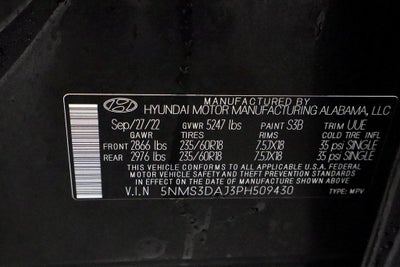 MANUFACTURED BY
HYUNDAI MOTOR MANUFACTURING ALABAMA, LLC
Sep/27/22 GVWR 5247 lbs PAINT S3B TRIM UUE
GAWR TIRES RIMS COLD TIRE INFL
FRONT 2866 lbs 235/60R18 7.5JX18 35 psi SINGLE
REAR 2976 lbs 235/60R18 7.5JX18 35 psi SINGLE
THIS VEHICLE CONFORMS TO ALL APPLICABLE U.S.A. FEDERAL
MOTOR VEHICLE SAFETY AND THEFT PREVENTION STANDARDS
IN EFFECT ON THE DATE OF MANUFACTURE SHOWN ABOVE.
V.I.N 5NMS3DAJ3PH509430 TYPE: MPV